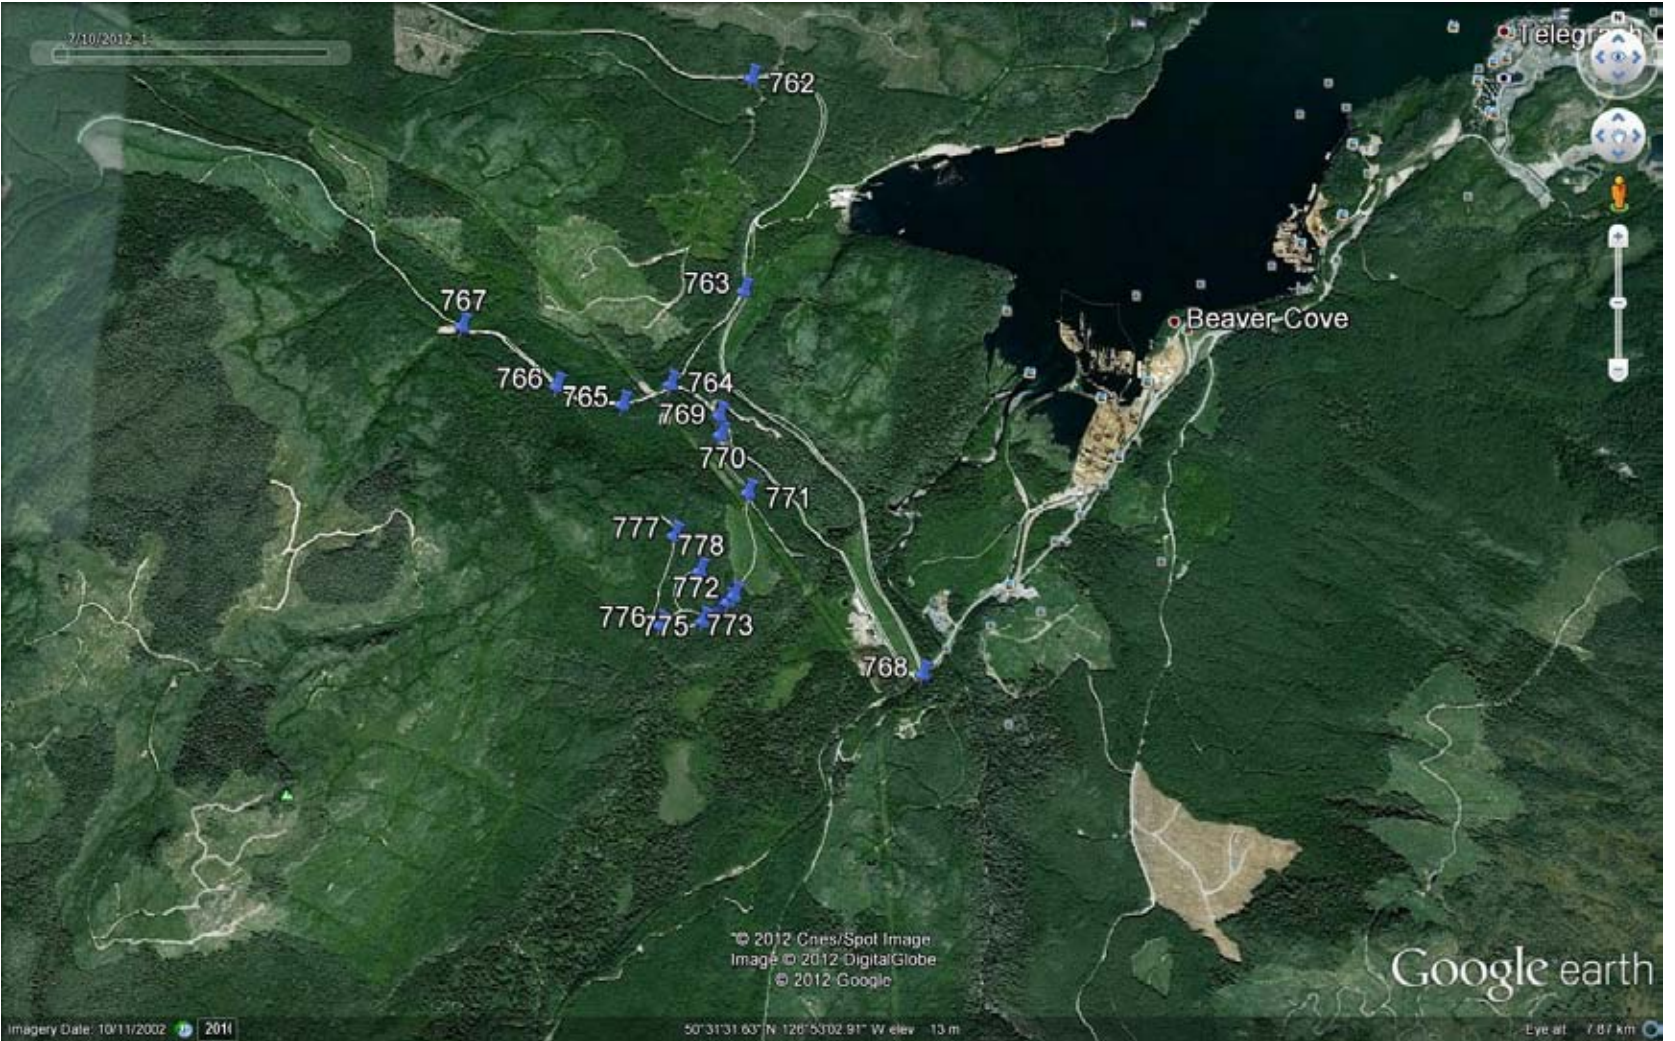 7/10/2012
Telegraph
762
763
767
Beaver Cove
766
765
764
769
770
771
777
778
772
776
775
773
768
© 2012 Cnes/Spot Image
Image © 2012 DigitalGlobe
© 2012 Google
Google earth
Imagery Date: 10/11/2002
50°31'31.63" N 126°53'02.91" W elev 13 m
Eye alt 7.87 km
N